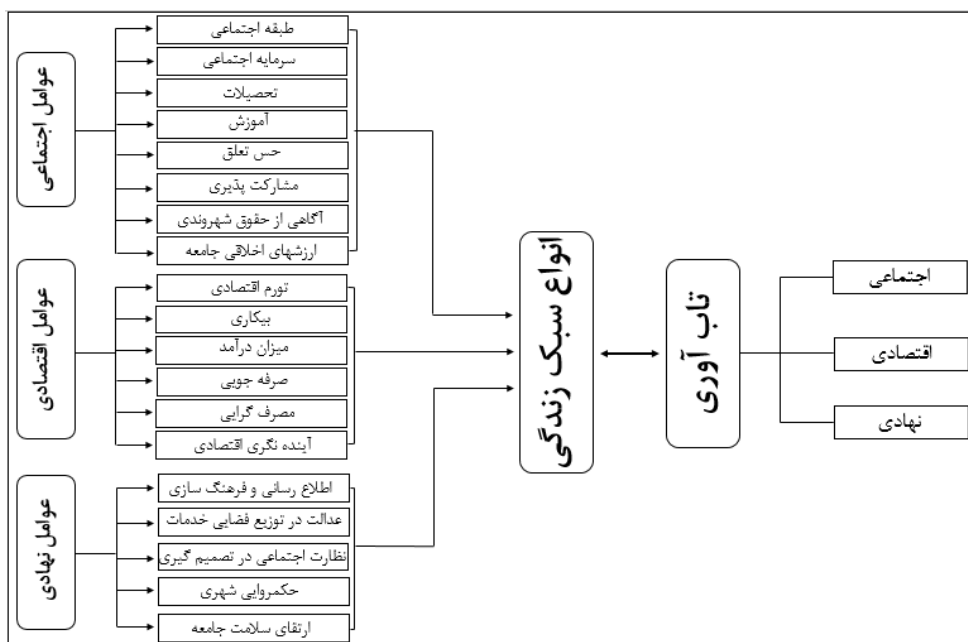 عوامل اجتماعی
طبقه اجتماعی
سرمایه اجتماعی
تحصیلات
آموزش
حس تعلق
مشارکت پذیری
آگاهی از حقوق شهروندی
ارزشهای اخلاقی جامعه
عوامل اقتصادی
تورم اقتصادی
بیکاری
میزان درآمد
صرفه جویی
مصرف گرایی
آینده نگری اقتصادی
عوامل نهادی
اطلاع رسانی و فرهنگ سازی
عدالت در توزیع فضایی خدمات
نظارت اجتماعی در تصمیم گیری
حکمروایی شهری
ارتقای سلامت جامعه
انواع سبک زندگی
تاب آوری
اجتماعی
اقتصادی
نهادی